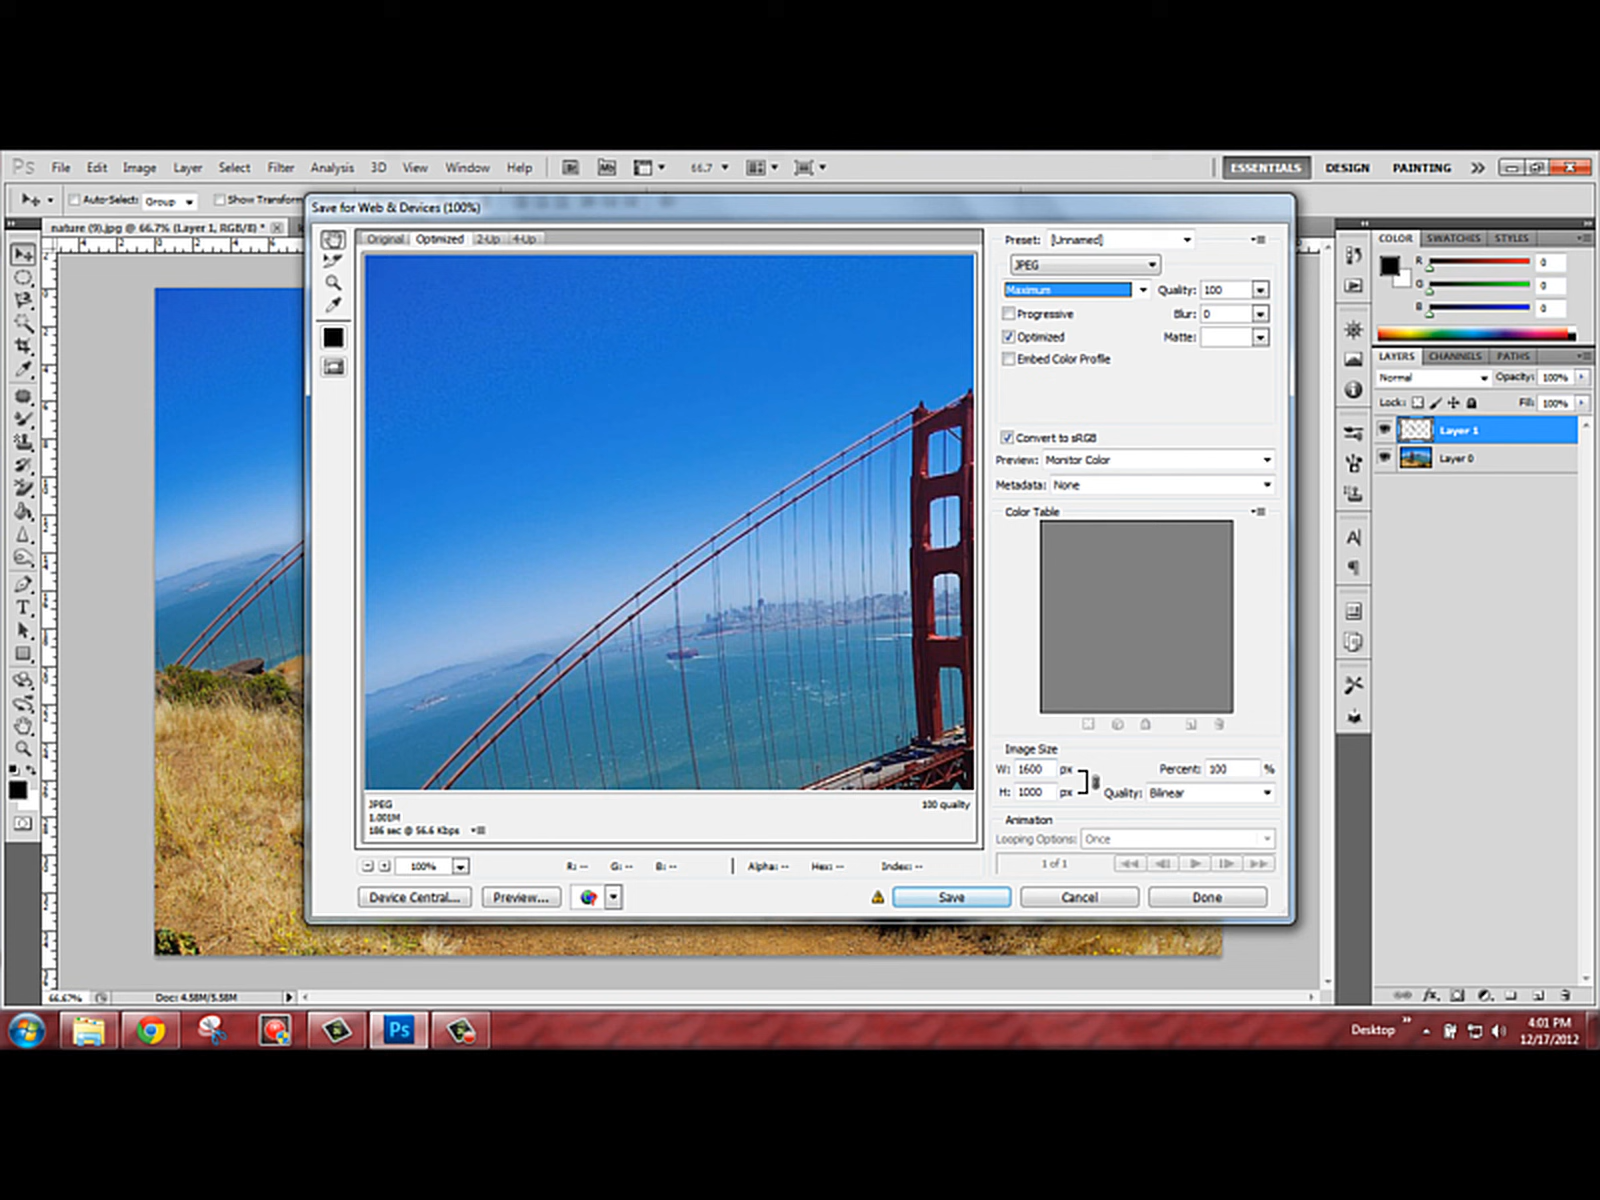 Ps File Edit Image Layer Select Filter Analysis 3D View Window Help Br Mb 66.7 ESSENTIALS DESIGN PAINTING
Auto-Select: Group Show Transform
Save for Web & Devices (100%)
nature (9).jpg @ 66.7% (Layer 1, RGB/8) *
Original Optimized 2-Up 4-Up
Preset: [Unnamed]
JPEG
Maximum Quality: 100
Progressive Blur: 0
Optimized Matte:
Embed Color Profile
Convert to sRGB
Preview: Monitor Color
Metadata: None
Color Table
Image Size
W: 1600 px Percent: 100 %
H: 1000 px Quality: Bilinear
Animation
Looping Options: Once
1 of 1
JPEG 100 quality
1.001M
186 sec @ 56.6 Kbps
100% R: -- G: -- B: -- Alpha: -- Hex: -- Index: --
Device Central... Preview... Save Cancel Done
COLOR SWATCHES STYLES
R 0
G 0
B 0
LAYERS CHANNELS PATHS
Normal Opacity: 100%
Lock: Fill: 100%
Layer 1
Layer 0
66.67% Doc: 4.58M/5.58M
Ps Desktop 4:01 PM
12/17/2012